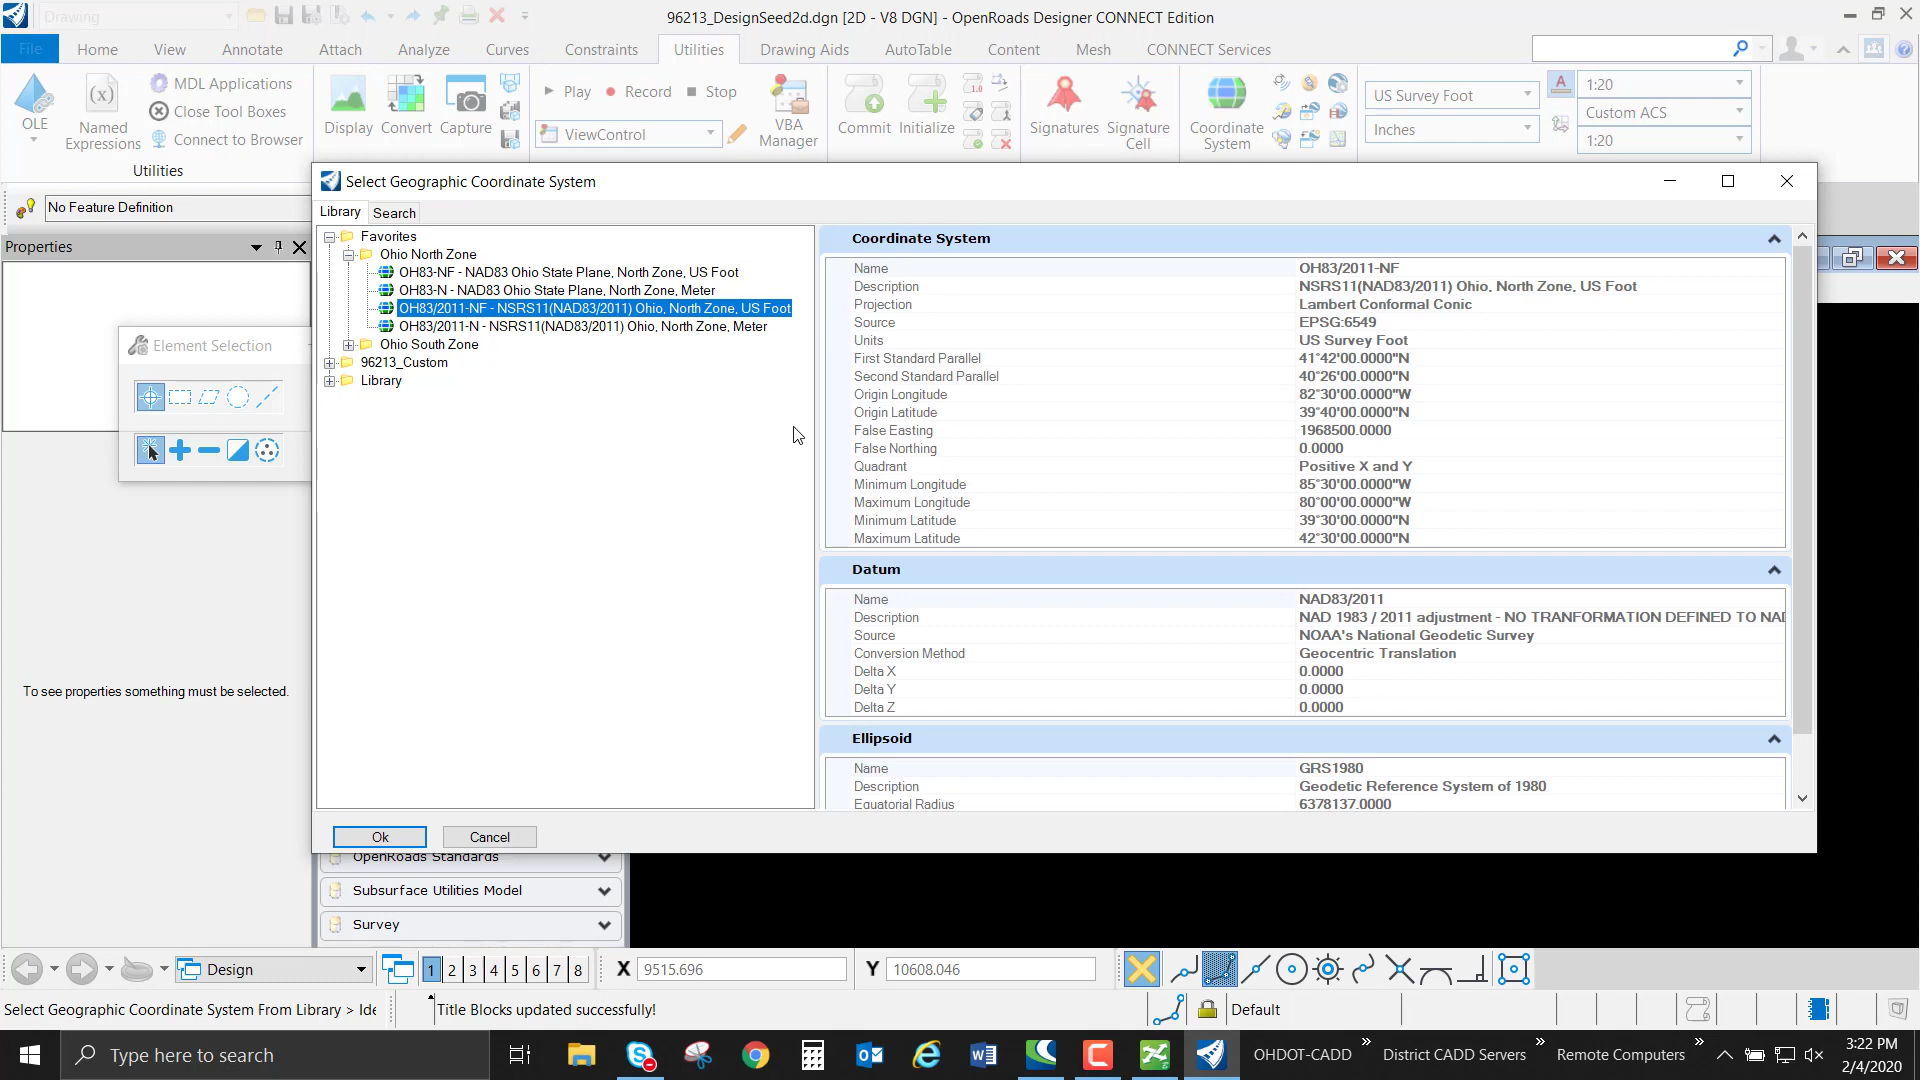 Drawing
96213_DesignSeed2d.dgn [2D - V8 DGN] - OpenRoads Designer CONNECT Edition
File Home View Annotate Attach Analyze Curves Constraints Utilities Drawing Aids AutoTable Content Mesh CONNECT Services
OLE
Named Expressions
MDL Applications
Close Tool Boxes
Connect to Browser
Utilities
Display Convert Capture
Play Record Stop
ViewControl
VBA Manager
Commit Initialize
Signatures Signature Cell
Coordinate System
US Survey Foot
Inches
1:20
Custom ACS
1:20
No Feature Definition
Properties
To see properties something must be selected.
Element Selection
Select Geographic Coordinate System
Library Search
Favorites
Ohio North Zone
OH83-NF - NAD83 Ohio State Plane, North Zone, US Foot
OH83-N - NAD83 Ohio State Plane, North Zone, Meter
OH83/2011-NF - NSRS11(NAD83/2011) Ohio, North Zone, US Foot
OH83/2011-N - NSRS11(NAD83/2011) Ohio, North Zone, Meter
Ohio South Zone
96213_Custom
Library
Coordinate System
Name OH83/2011-NF
Description NSRS11(NAD83/2011) Ohio, North Zone, US Foot
Projection Lambert Conformal Conic
Source EPSG:6549
Units US Survey Foot
First Standard Parallel 41°42'00.0000"N
Second Standard Parallel 40°26'00.0000"N
Origin Longitude 82°30'00.0000"W
Origin Latitude 39°40'00.0000"N
False Easting 1968500.0000
False Northing 0.0000
Quadrant Positive X and Y
Minimum Longitude 85°30'00.0000"W
Maximum Longitude 80°00'00.0000"W
Minimum Latitude 39°30'00.0000"N
Maximum Latitude 42°30'00.0000"N
Datum
Name NAD83/2011
Description NAD 1983 / 2011 adjustment - NO TRANFORMATION DEFINED TO NAD
Source NOAA's National Geodetic Survey
Conversion Method Geocentric Translation
Delta X 0.0000
Delta Y 0.0000
Delta Z 0.0000
Ellipsoid
Name GRS1980
Description Geodetic Reference System of 1980
Equatorial Radius 6378137.0000
Ok Cancel
OpenRoads Standards
Subsurface Utilities Model
Survey
Design 1 2 3 4 5 6 7 8 X 9515.696 Y 10608.046
Select Geographic Coordinate System From Library > Ide Title Blocks updated successfully! Default
Type here to search OHDOT-CADD » District CADD Servers » Remote Computers » 3:22 PM
2/4/2020